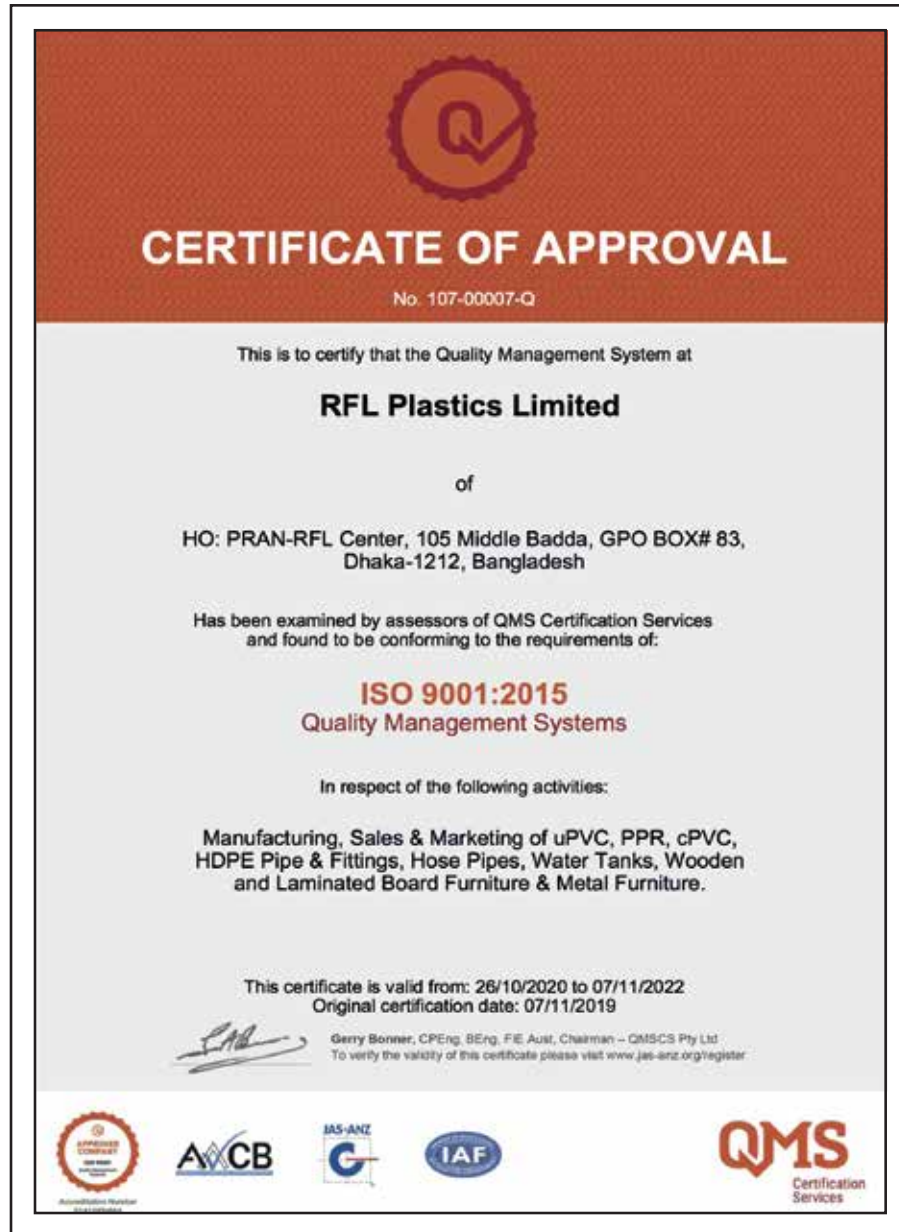 Q
CERTIFICATE OF APPROVAL
No. 107-00007-Q
This is to certify that the Quality Management System at
RFL Plastics Limited
of
HO: PRAN-RFL Center, 105 Middle Badda, GPO BOX# 83,
Dhaka-1212, Bangladesh
Has been examined by assessors of QMS Certification Services
and found to be conforming to the requirements of:
ISO 9001:2015
Quality Management Systems
In respect of the following activities:
Manufacturing, Sales & Marketing of uPVC, PPR, cPVC,
HDPE Pipe & Fittings, Hose Pipes, Water Tanks, Wooden
and Laminated Board Furniture & Metal Furniture.
This certificate is valid from: 26/10/2020 to 07/11/2022
Original certification date: 07/11/2019
Gerry Bonner, CPEng, BEng, FIE Aust, Chairman – QMSCS Pty Ltd
To verify the validity of this certificate please visit www.jas-anz.org/register
APPROVED
COMPANY
Accreditation Number
JAS-ANZ
IAF
QMS
Certification
Services